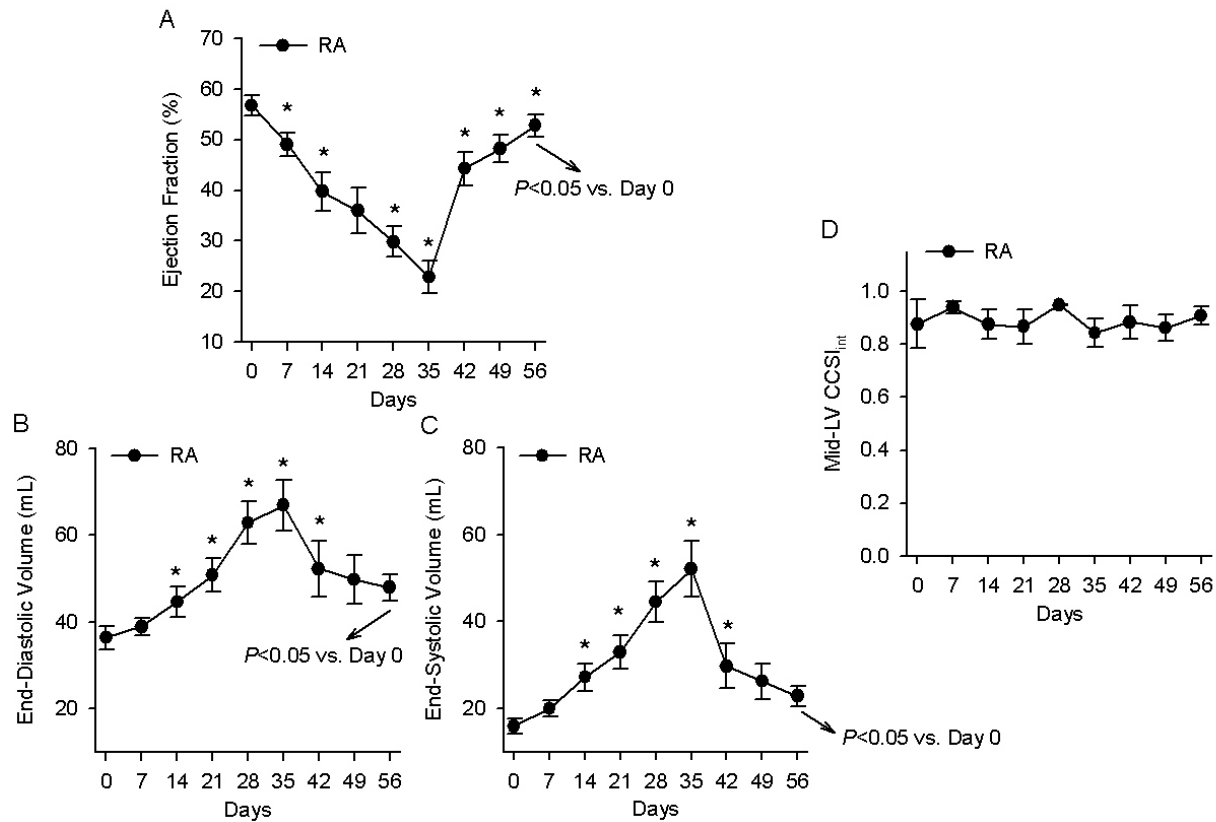 A
RA
Ejection Fraction (%)
70
60
50
40
30
20
10
* * * * * * *
P<0.05 vs. Day 0
0 7 14 21 28 35 42 49 56
Days
B
RA
End-Diastolic Volume (mL)
80
60
40
20
* * * * *
P<0.05 vs. Day 0
0 7 14 21 28 35 42 49 56
Days
C
RA
End-Systolic Volume (mL)
80
60
40
20
* * * * *
P<0.05 vs. Day 0
0 7 14 21 28 35 42 49 56
Days
D
RA
Mid-LV CCSIint
1.0
0.8
0.6
0.4
0.2
0.0
0 7 14 21 28 35 42 49 56
Days